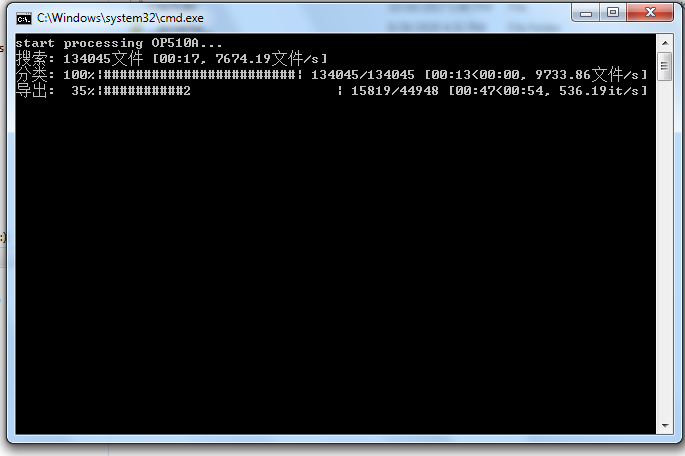 C:\Windows\system32\cmd.exe
start processing OP510A...
搜索: 134045文件 [00:17, 7674.19文件/s]
分类: 100%|########################| 134045/134045 [00:13<00:00, 9733.86文件/s]
导出:  35%|##########2                  | 15819/44948 [00:47<00:54, 536.19it/s]